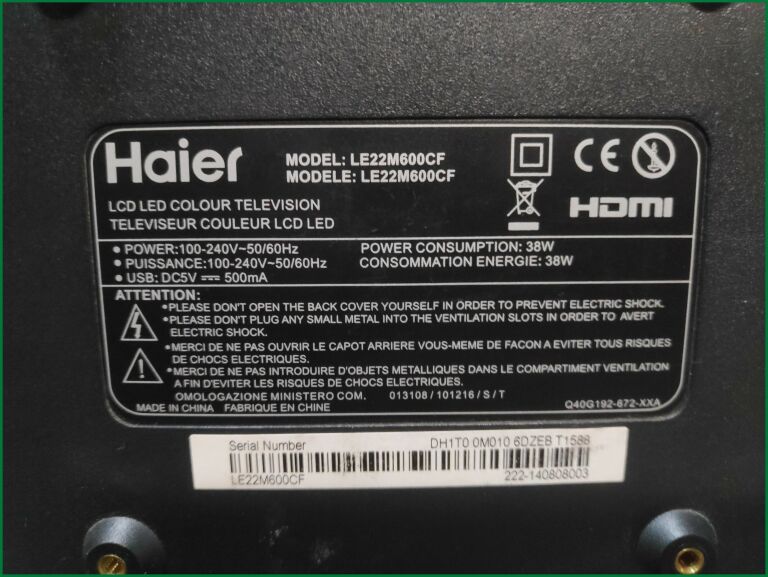 Haier
MODEL: LE22M600CF
MODELE: LE22M600CF
LCD LED COLOUR TELEVISION
TELEVISEUR COULEUR LCD LED
CE
HDMI
• POWER:100-240V~50/60Hz POWER CONSUMPTION: 38W
• PUISSANCE:100-240V~50/60Hz CONSOMMATION ENERGIE: 38W
• USB: DC5V ⎓ 500mA
ATTENTION:
•PLEASE DON'T OPEN THE BACK COVER YOURSELF IN ORDER TO PREVENT ELECTRIC SHOCK.
•PLEASE DON'T PLUG ANY SMALL METAL INTO THE VENTILATION SLOTS IN ORDER TO AVERT
ELECTRIC SHOCK.
•MERCI DE NE PAS OUVRIR LE CAPOT ARRIERE VOUS-MEME DE FACON A EVITER TOUS RISQUES
DE CHOCS ELECTRIQUES.
•MERCI DE NE PAS INTRODUIRE D'OBJETS METALLIQUES DANS LE COMPARTIMENT VENTILATION
A FIN D'EVITER LES RISQUES DE CHOCS ELECTRIQUES.
OMOLOGAZIONE MINISTERO COM. 013108 / 101216 / S / T
MADE IN CHINA FABRIQUE EN CHINE Q40G192-672-XXA
Serial Number DH1T0 0M010 6DZEB T1588
LE22M600CF 222-140808003